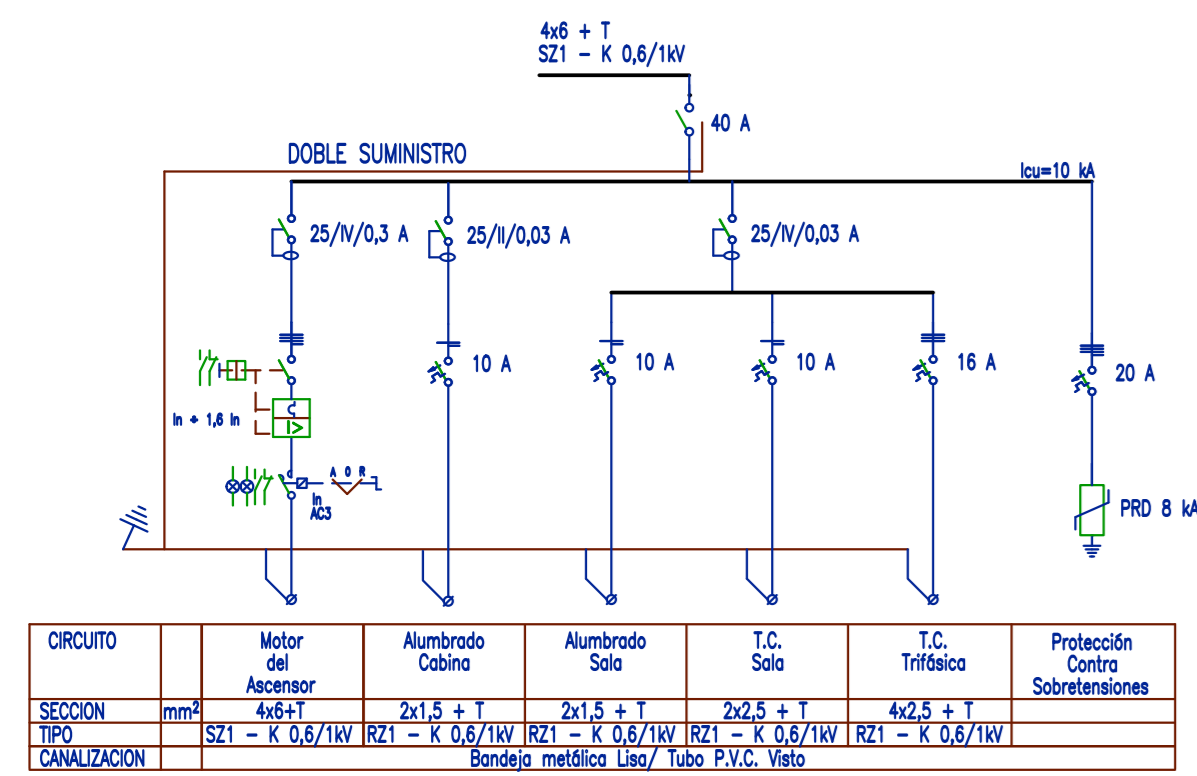 4x6 + T
SZ1 - K 0,6/1kV
40 A
DOBLE SUMINISTRO
Icu=10 kA
25/IV/0,3 A
25/II/0,03 A
25/IV/0,03 A
10 A
10 A
10 A
16 A
20 A
In ÷ 1,6 In
A O R
In
AC3
PRD 8 kA
CIRCUITO
Motor
del
Ascensor
Alumbrado
Cabina
Alumbrado
Sala
T.C.
Sala
T.C.
Trifásica
Protección
Contra
Sobretensiones
SECCION mm² 4x6+T 2x1,5 + T 2x1,5 + T 2x2,5 + T 4x2,5 + T
TIPO SZ1 - K 0,6/1kV RZ1 - K 0,6/1kV RZ1 - K 0,6/1kV RZ1 - K 0,6/1kV RZ1 - K 0,6/1kV
CANALIZACION Bandeja metálica Lisa/ Tubo P.V.C. Visto